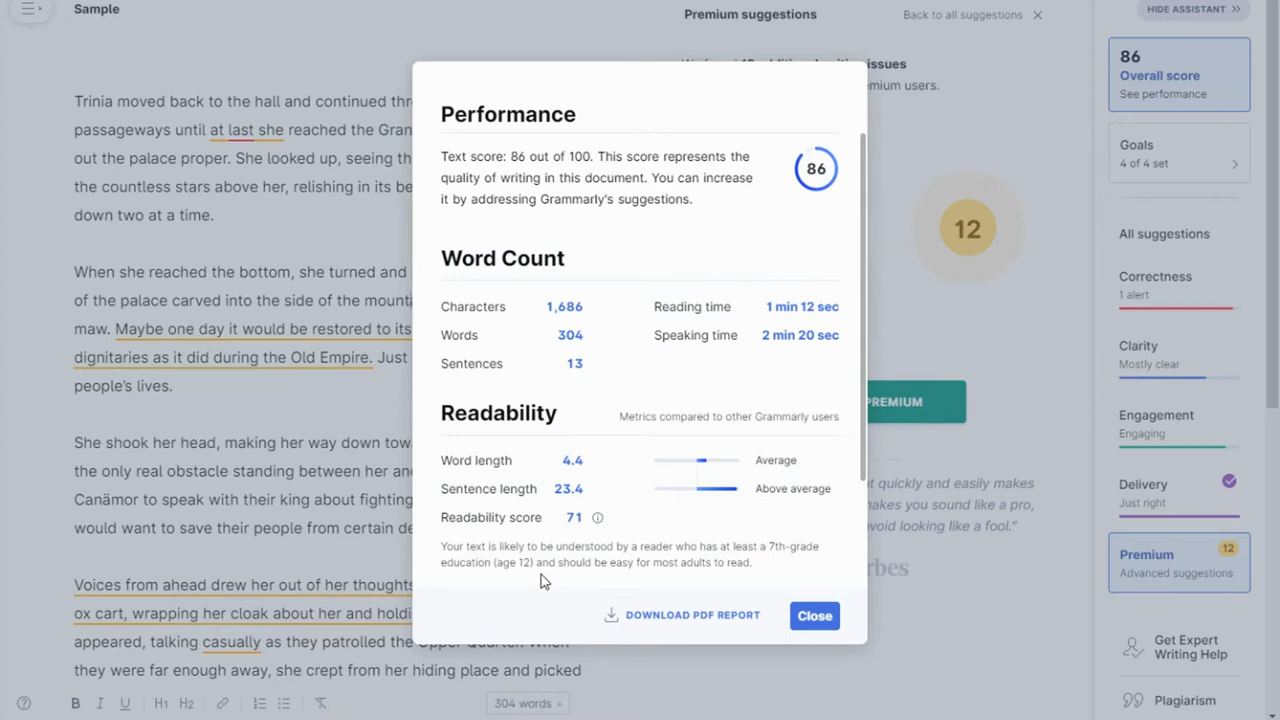 Sample
Premium suggestions
Back to all suggestions
HIDE ASSISTANT
issues
mium users.
86
Overall score
See performance
Goals
4 of 4 set
All suggestions
Correctness
1 alert
Clarity
Mostly clear
Engagement
Engaging
Delivery
Just right
Premium
12
Advanced suggestions
Get Expert
Writing Help
Plagiarism
12
PREMIUM
t quickly and easily makes
nakes you sound like a pro,
void looking like a fool.”
rbes
Trinia moved back to the hall and continued thr
passageways until at last she reached the Gran
out the palace proper. She looked up, seeing th
the countless stars above her, relishing in its be
down two at a time.
When she reached the bottom, she turned and
of the palace carved into the side of the mount
maw. Maybe one day it would be restored to its
dignitaries as it did during the Old Empire. Just
people's lives.
She shook her head, making her way down tow
the only real obstacle standing between her and
Canämor to speak with their king about fighting
would want to save their people from certain de
Voices from ahead drew her out of her thoughts
ox cart, wrapping her cloak about her and holdi
appeared, talking casually as they patrolled the Upper Quarter. When
they were far enough away, she crept from her hiding place and picked
B I U H1 H2
304 words
Performance
Text score: 86 out of 100. This score represents the
quality of writing in this document. You can increase
it by addressing Grammarly's suggestions.
86
Word Count
Characters 1,686 Reading time 1 min 12 sec
Words 304 Speaking time 2 min 20 sec
Sentences 13
Readability Metrics compared to other Grammarly users
Word length 4.4 Average
Sentence length 23.4 Above average
Readability score 71
Your text is likely to be understood by a reader who has at least a 7th-grade
education (age 12) and should be easy for most adults to read.
DOWNLOAD PDF REPORT
Close